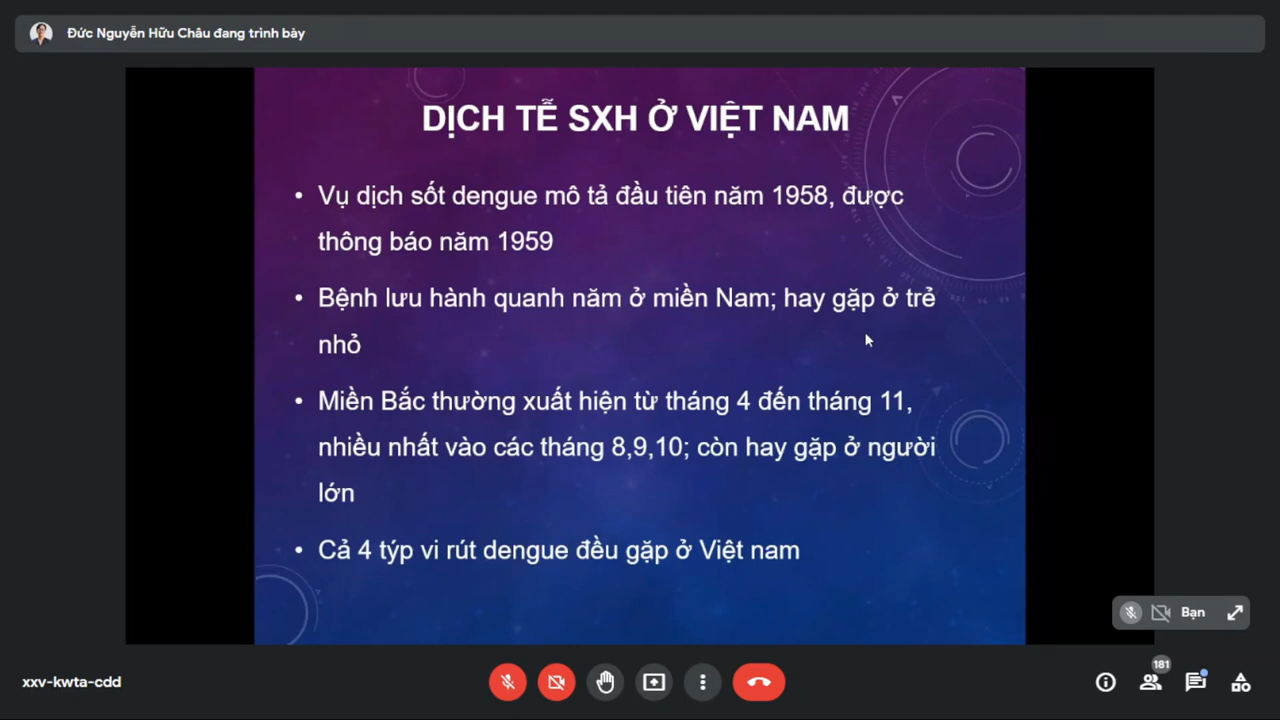 Đức Nguyễn Hữu Châu đang trình bày
DỊCH TỄ SXH Ở VIỆT NAM
• Vụ dịch sốt dengue mô tả đầu tiên năm 1958, được
thông báo năm 1959
• Bệnh lưu hành quanh năm ở miền Nam; hay gặp ở trẻ
nhỏ
• Miền Bắc thường xuất hiện từ tháng 4 đến tháng 11,
nhiều nhất vào các tháng 8,9,10; còn hay gặp ở người
lớn
• Cả 4 týp vi rút dengue đều gặp ở Việt nam
Bạn
xxv-kwta-cdd
181